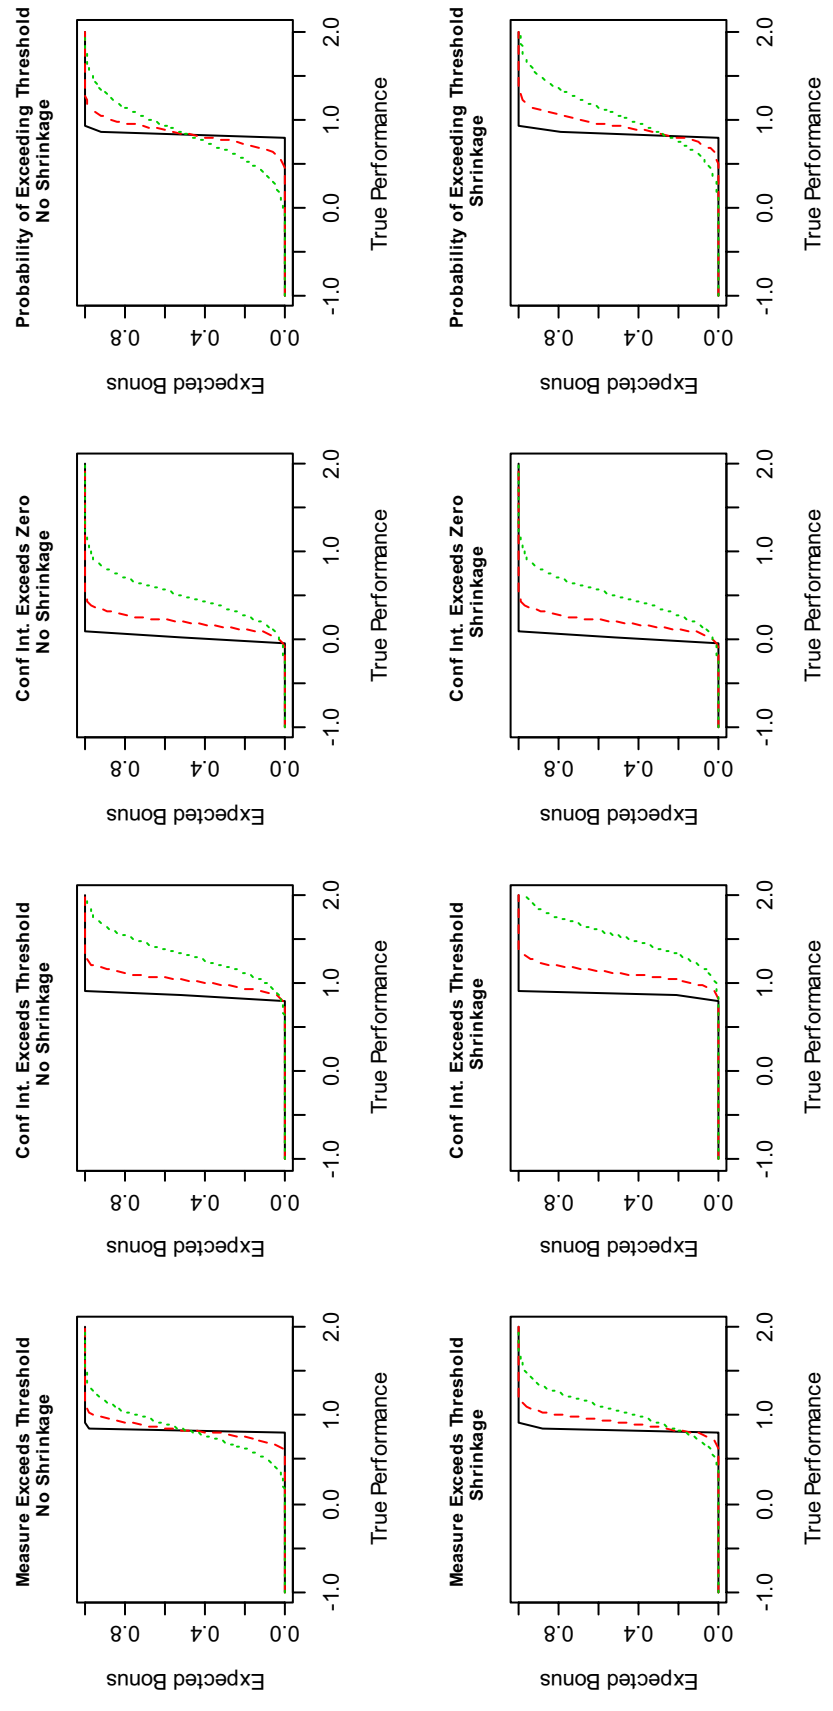 Measure Exceeds Threshold
No Shrinkage
Expected Bonus
0.8
0.4
0.0
-1.0 0.0 1.0 2.0
True Performance
Conf Int. Exceeds Threshold
No Shrinkage
Expected Bonus
0.8
0.4
0.0
-1.0 0.0 1.0 2.0
True Performance
Conf Int. Exceeds Zero
No Shrinkage
Expected Bonus
0.8
0.4
0.0
-1.0 0.0 1.0 2.0
True Performance
Probability of Exceeding Threshold
No Shrinkage
Expected Bonus
0.8
0.4
0.0
-1.0 0.0 1.0 2.0
True Performance
Measure Exceeds Threshold
Shrinkage
Expected Bonus
0.8
0.4
0.0
-1.0 0.0 1.0 2.0
True Performance
Conf Int. Exceeds Threshold
Shrinkage
Expected Bonus
0.8
0.4
0.0
-1.0 0.0 1.0 2.0
True Performance
Conf Int. Exceeds Zero
Shrinkage
Expected Bonus
0.8
0.4
0.0
-1.0 0.0 1.0 2.0
True Performance
Probability of Exceeding Threshold
Shrinkage
Expected Bonus
0.8
0.4
0.0
-1.0 0.0 1.0 2.0
True Performance